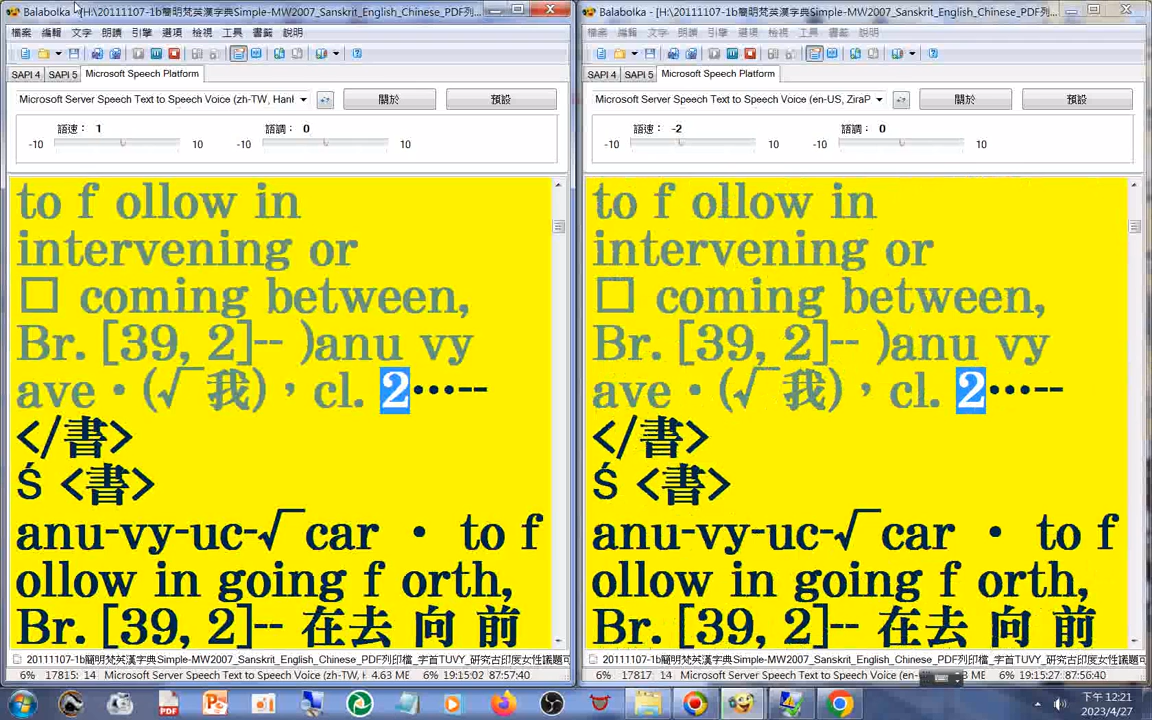 Balabolka - [H:\20111107-1b簡明梵英漢字典Simple-MW2007_Sanskrit_English_Chinese_PDF列...
檔案 編輯 文字 朗讀 引擎 選項 檢視 工具 書籤 說明
SAPI 4 SAPI 5 Microsoft Speech Platform
Microsoft Server Speech Text to Speech Voice (zh-TW, HanH 關於 預設
語速： 1 語調： 0
-10 10 -10 10
to f ollow in
intervening or
□ coming between,
Br. [39, 2]-- )anu vy
ave • (√我)，cl. 2•••--
</書>
Ś <書>
anu-vy-uc-√car • to f
ollow in going f orth,
Br. [39, 2]-- 在去 向 前
20111107-1b簡明梵英漢字典Simple-MW2007_Sanskrit_English_Chinese_PDF列印檔_字首TUVY_研究古印度女性議題可
6% 17815: 14 Microsoft Server Speech Text to Speech Voice (zh-TW, H 4.63 ME 6% 19:15:02 87:57:40
Balabolka - [H:\20111107-1b簡明梵英漢字典Simple-MW2007_Sanskrit_English_Chinese_PDF列印...
檔案 編輯 文字 朗讀 引擎 選項 檢視 工具 書籤 說明
SAPI 4 SAPI 5 Microsoft Speech Platform
Microsoft Server Speech Text to Speech Voice (en-US, ZiraP 關於 預設
語速： -2 語調： 0
-10 10 -10 10
to f ollow in
intervening or
□ coming between,
Br. [39, 2]-- )anu vy
ave • (√我)，cl. 2•••--
</書>
Ś <書>
anu-vy-uc-√car • to f
ollow in going f orth,
Br. [39, 2]-- 在去 向 前
20111107-1b簡明梵英漢字典Simple-MW2007_Sanskrit_English_Chinese_PDF列印檔_字首TUVY_研究古印度女性議題可
6% 17817: 14 Microsoft Server Speech Text to Speech Voice (en-US, 3 ME 6% 19:15:27 87:56:40
下午 12:21
2023/4/27